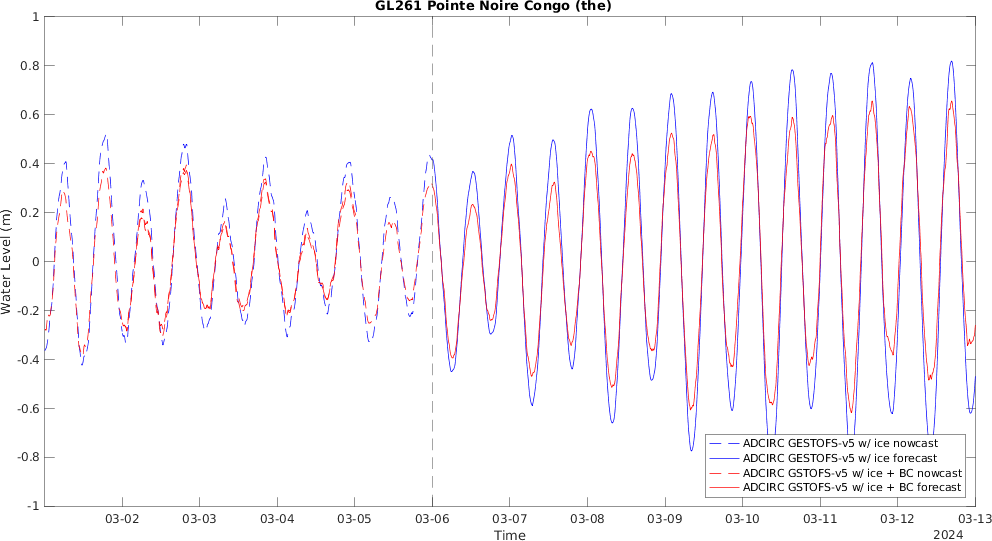 GL261 Pointe Noire Congo (the)
Water Level (m)
1
0.8
0.6
0.4
0.2
0
-0.2
-0.4
-0.6
-0.8
-1
ADCIRC GESTOFS-v5 w/ ice nowcast
ADCIRC GESTOFS-v5 w/ ice forecast
ADCIRC GSTOFS-v5 w/ ice + BC nowcast
ADCIRC GSTOFS-v5 w/ ice + BC forecast
03-02 03-03 03-04 03-05 03-06 03-07 03-08 03-09 03-10 03-11 03-12 03-13
Time
2024